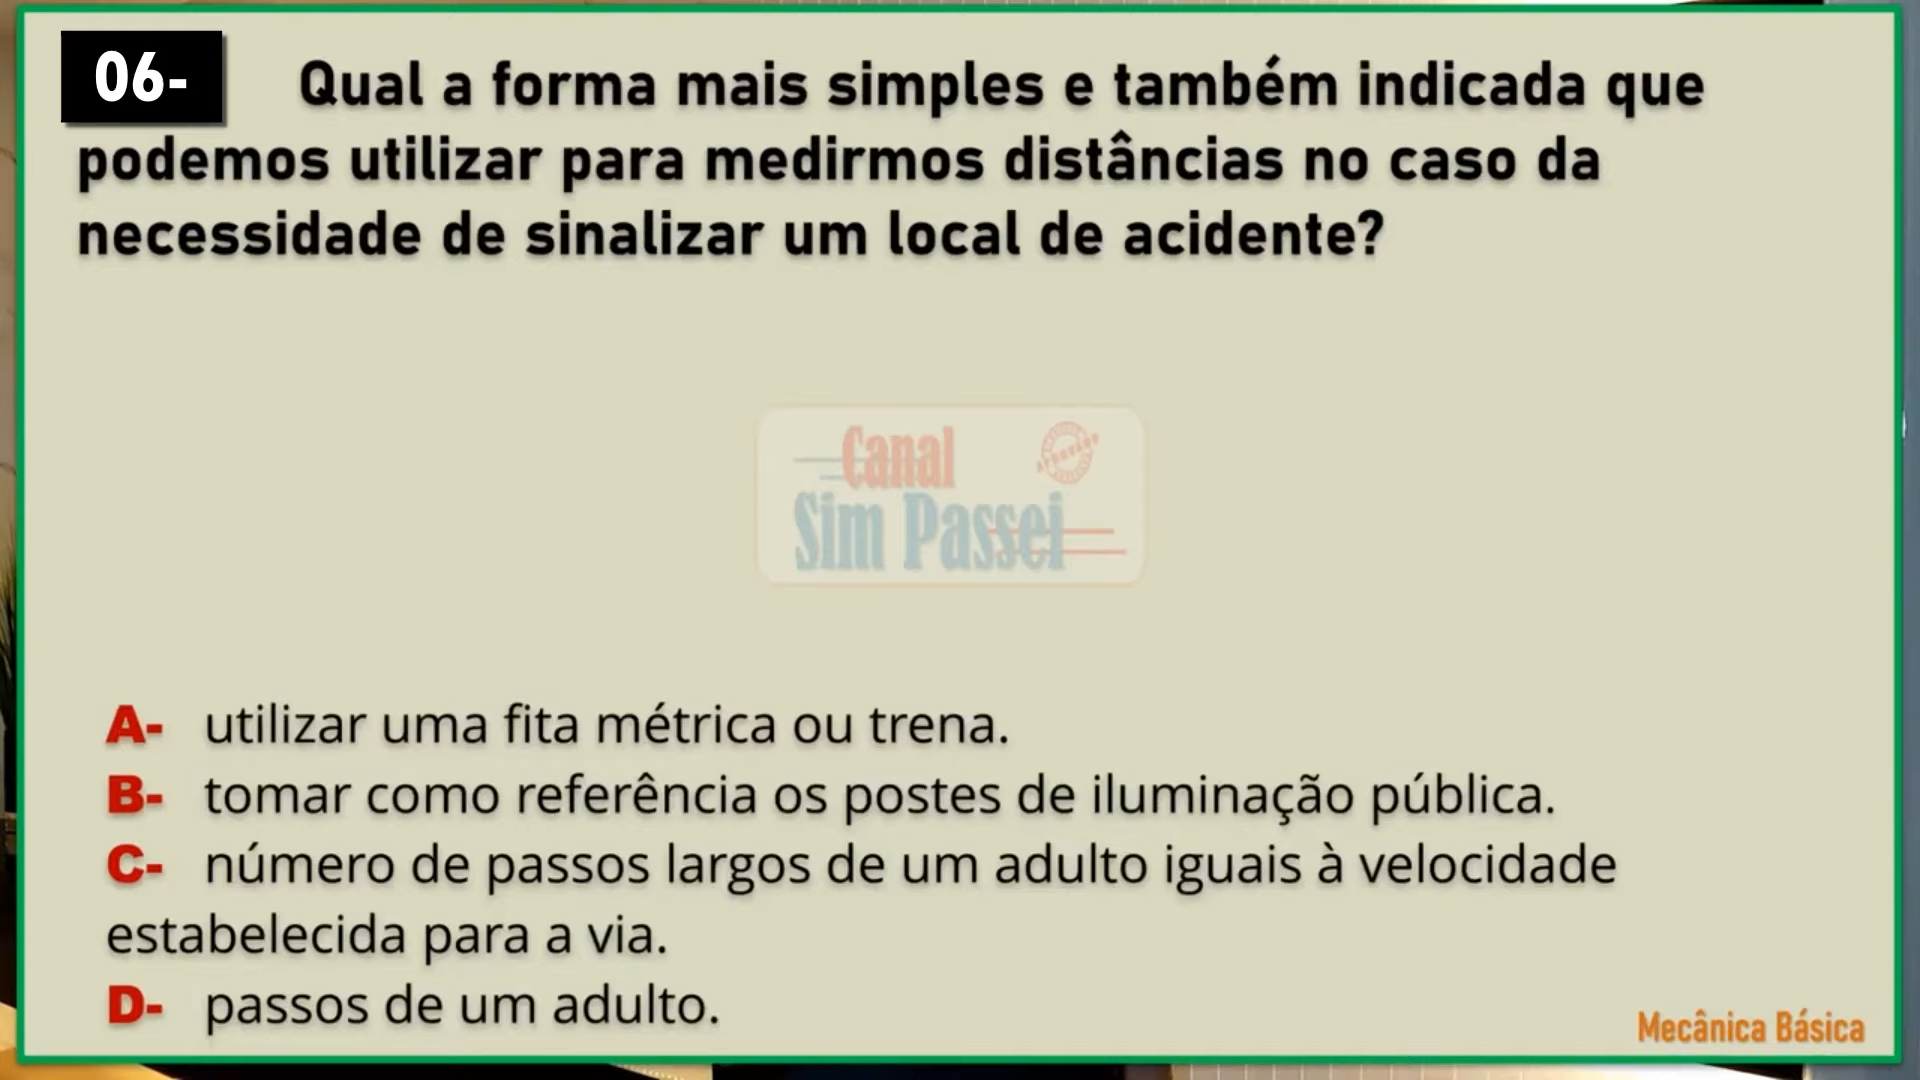 06- Qual a forma mais simples e também indicada que
podemos utilizar para medirmos distâncias no caso da
necessidade de sinalizar um local de acidente?
Canal
APROVADO
Sim Passei
A- utilizar uma fita métrica ou trena.
B- tomar como referência os postes de iluminação pública.
C- número de passos largos de um adulto iguais à velocidade
estabelecida para a via.
D- passos de um adulto.
Mecânica Básica